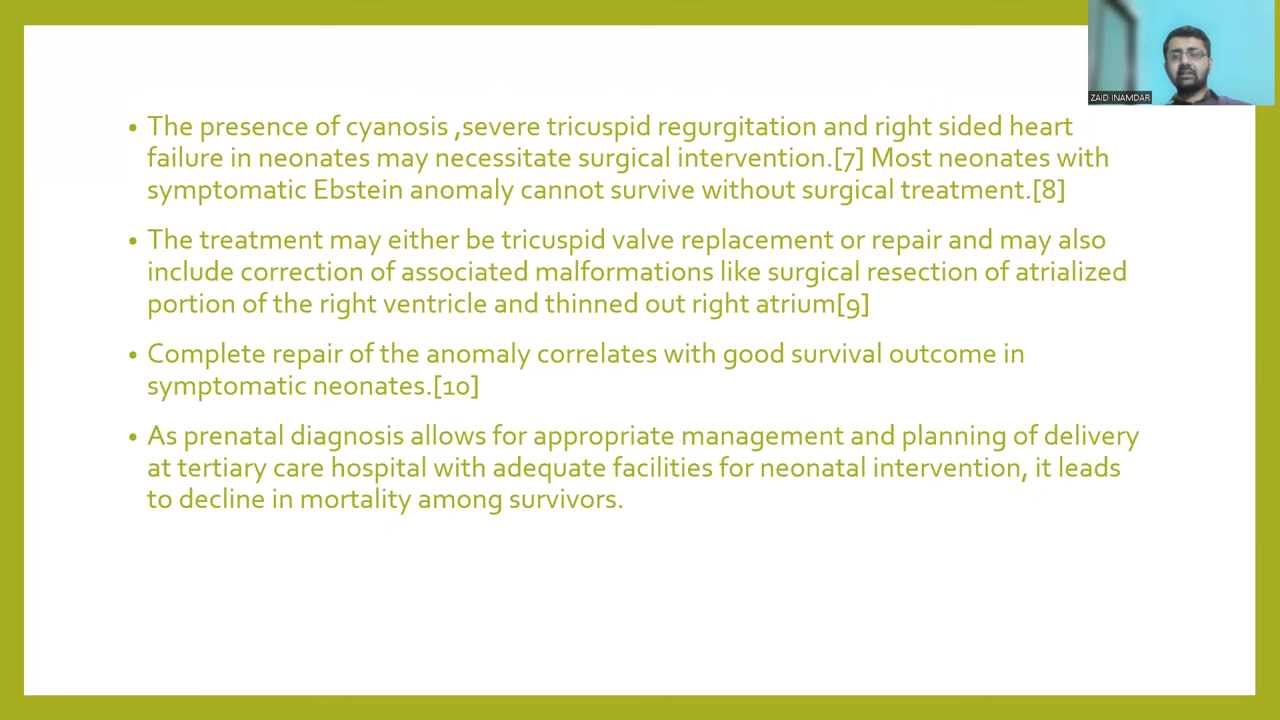 ZAID INAMDAR
• The presence of cyanosis ,severe tricuspid regurgitation and right sided heart
failure in neonates may necessitate surgical intervention.[7] Most neonates with
symptomatic Ebstein anomaly cannot survive without surgical treatment.[8]
• The treatment may either be tricuspid valve replacement or repair and may also
include correction of associated malformations like surgical resection of atrialized
portion of the right ventricle and thinned out right atrium[9]
• Complete repair of the anomaly correlates with good survival outcome in
symptomatic neonates.[10]
• As prenatal diagnosis allows for appropriate management and planning of delivery
at tertiary care hospital with adequate facilities for neonatal intervention, it leads
to decline in mortality among survivors.